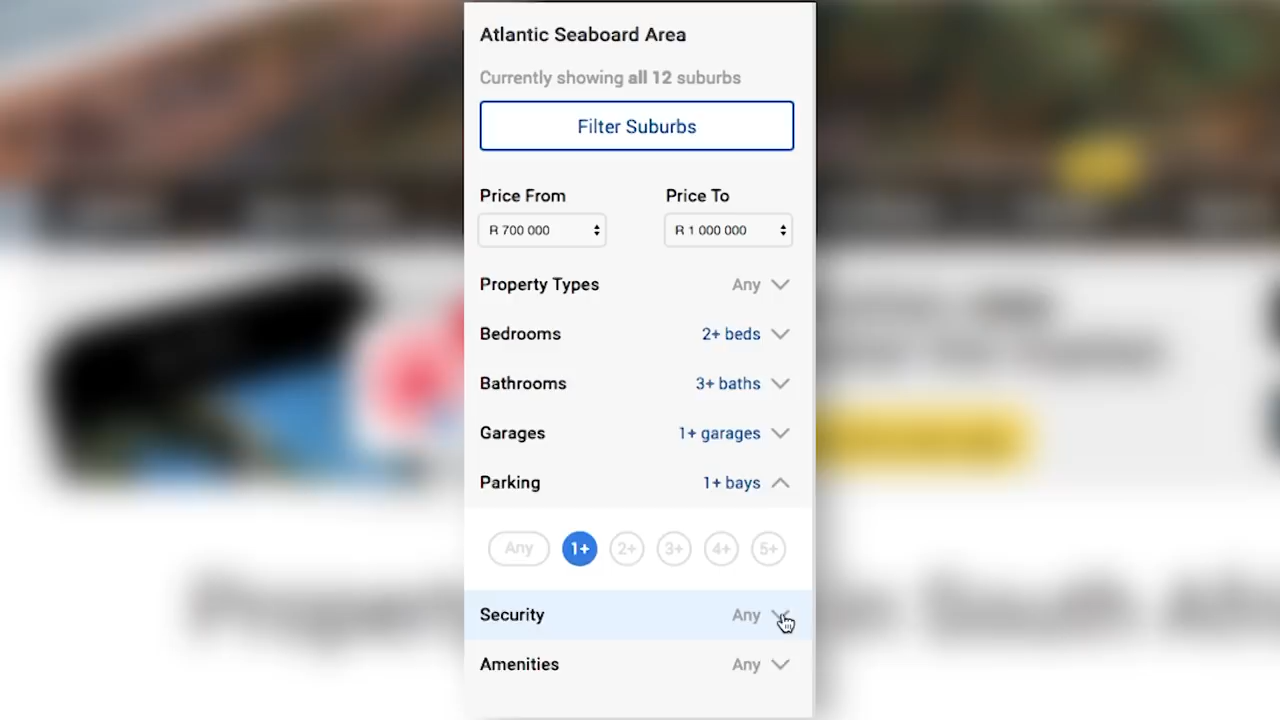 Atlantic Seaboard Area
Currently showing all 12 suburbs
Filter Suburbs
Price From Price To
R 700 000 R 1 000 000
Property Types Any
Bedrooms 2+ beds
Bathrooms 3+ baths
Garages 1+ garages
Parking 1+ bays
Any 1+ 2+ 3+ 4+ 5+
Security Any
Amenities Any